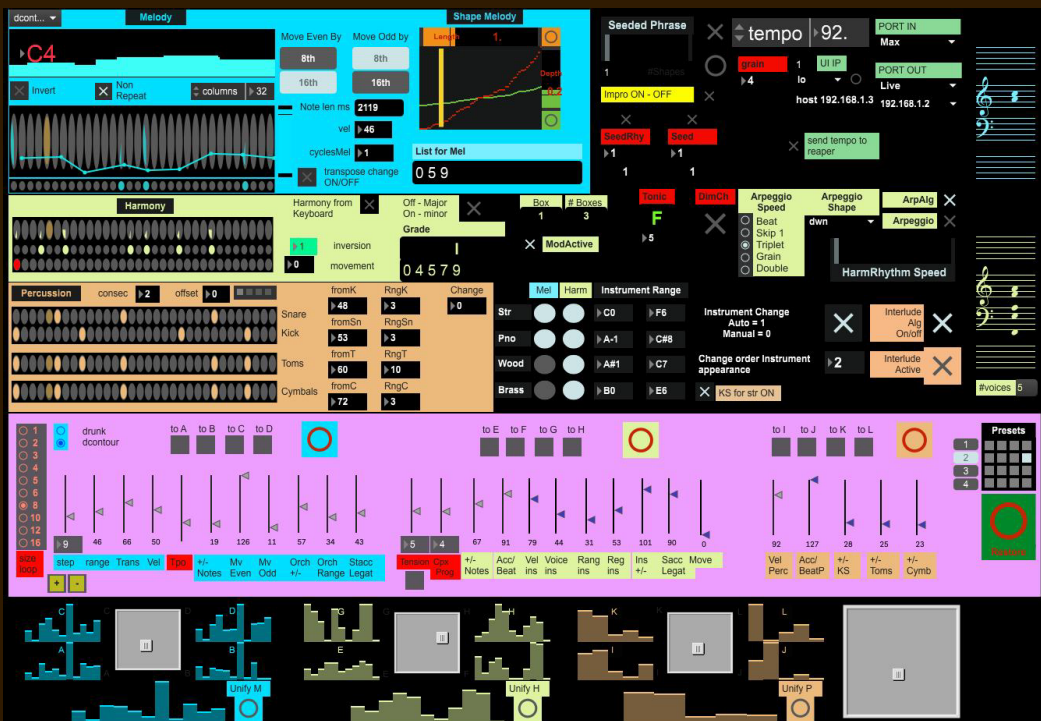 dcont...
Melody
C4
Invert
Non
Repeat
columns
32
Move Even By
Move Odd by
8th
8th
16th
16th
Note len ms
2119
vel
46
cyclesMel
1
transpose change
ON/OFF
Shape Melody
Length
1.
Depth
0.2
List for Mel
0 5 9
Seeded Phrase
1
#Shapes
Impro ON - OFF
SeedRhy
Seed
1
1
1
1
tempo
92.
grain
4
1
UI IP
lo
host 192.168.1.3
PORT IN
Max
PORT OUT
Live
192.168.1.2
send tempo to
reaper
Harmony
Harmony from
Keyboard
Off - Major
On - minor
Grade
1
inversion
0
movement
0 4 5 7 9
Box
# Boxes
1
3
ModActive
Tonic
F
5
DimCh
Arpeggio
Speed
Beat
Skip 1
Triplet
Grain
Double
Arpeggio
Shape
dwn
ArpAlg
Arpeggio
HarmRhythm Speed
Percussion
consec
2
offset
0
Snare
Kick
Toms
Cymbals
fromK
RngK
48
3
fromSn
RngSn
53
3
fromT
RngT
60
10
fromC
RngC
72
3
Change
0
Mel
Harm
Instrument Range
Str
C0
F6
Pno
A-1
C#8
Wood
A#1
C7
Brass
B0
E6
Instrument Change
Auto = 1
Manual = 0
Change order Instrument
appearance
2
KS for str ON
Interlude
Alg
On/off
Interlude
Active
#voices
5
1
2
3
4
5
6
8
10
12
16
size
loop
drunk
dcontour
to A
to B
to C
to D
to E
to F
to G
to H
to I
to J
to K
to L
9
46
66
50
19
126
11
57
34
43
step
range
Trans
Vel
Tpo
+/-
Notes
Mv
Even
Mv
Odd
Orch
+/-
Orch
Range
Stacc
Legat
+
-
5
4
67
91
79
44
31
53
101
90
0
Tension
Cpx
Prog
+/-
Notes
Acc/
Beat
Vel
ins
Voice
ins
Rang
ins
Reg
ins
Ins
+/-
Sacc
Legat
Move
92
127
28
25
23
Vel
Perc
Acc/
BeatP
+/-
KS
+/-
Toms
+/-
Cymb
Presets
1
2
3
4
C
D
A
B
Unify M
G
H
E
F
Unify H
K
L
I
J
Unify P